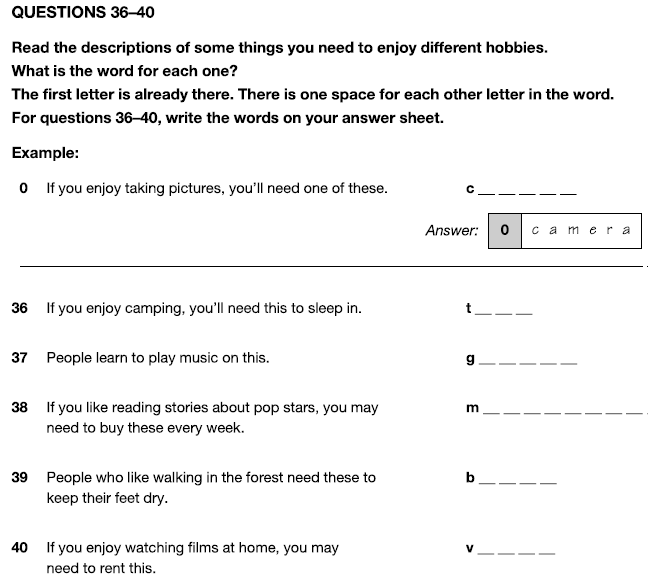 QUESTIONS 36–40
Read the descriptions of some things you need to enjoy different hobbies.
What is the word for each one?
The first letter is already there. There is one space for each other letter in the word.
For questions 36–40, write the words on your answer sheet.
Example:
0 If you enjoy taking pictures, you'll need one of these. c _ _ _ _ _
Answer: 0 c a m e r a
36 If you enjoy camping, you'll need this to sleep in. t _ _ _
37 People learn to play music on this. g _ _ _ _ _
38 If you like reading stories about pop stars, you may m _ _ _ _ _ _ _ _
need to buy these every week.
39 People who like walking in the forest need these to b _ _ _ _
keep their feet dry.
40 If you enjoy watching films at home, you may v _ _ _ _
need to rent this.